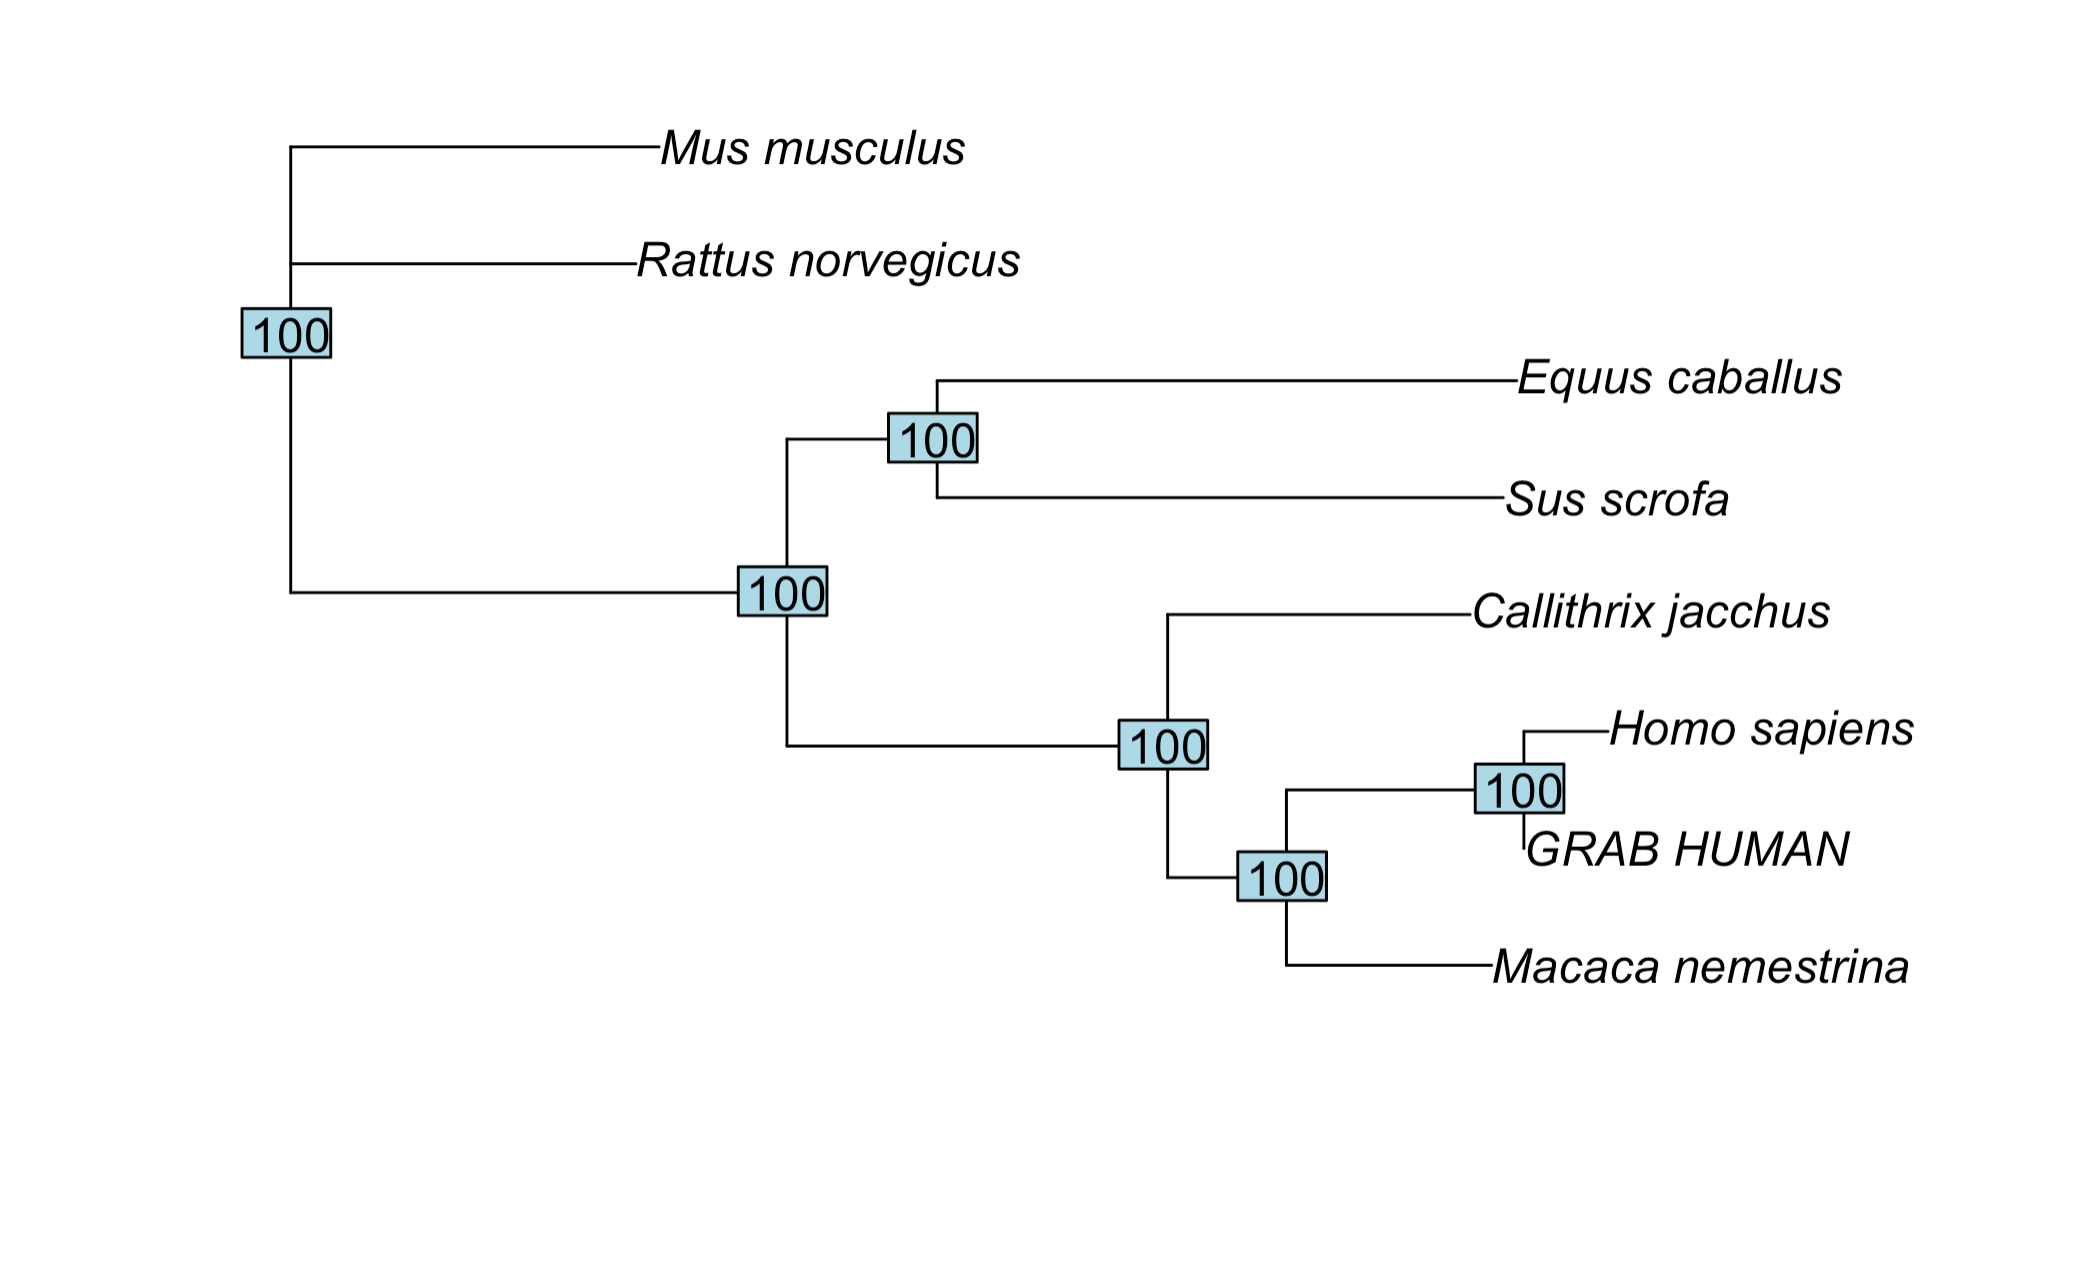 Mus musculus
Rattus norvegicus
100
Equus caballus
100
Sus scrofa
100
Callithrix jacchus
Homo sapiens
100
100
GRAB HUMAN
100
Macaca nemestrina